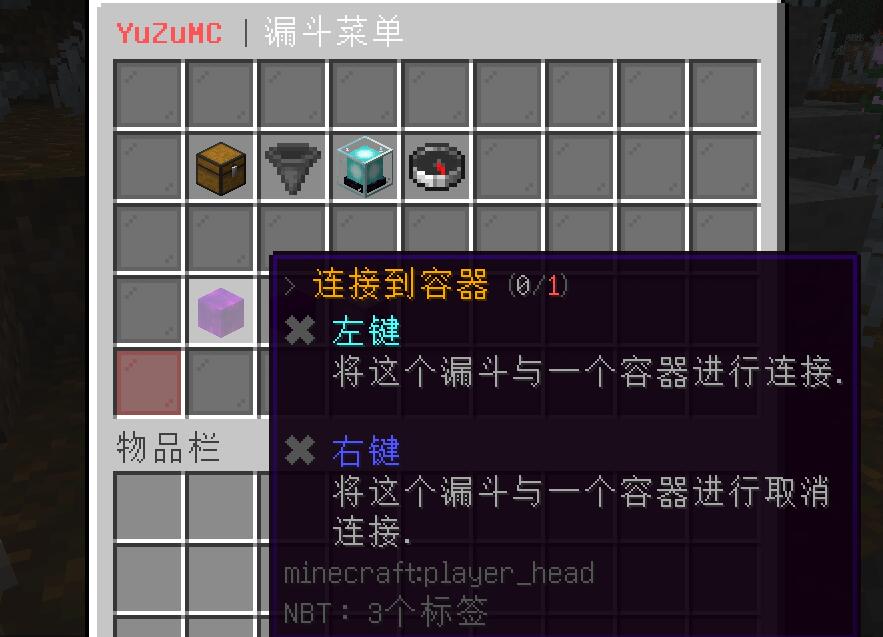 YuZuMC | 漏斗菜单
> 连接到容器 (0/1)
✖ 左键
将这个漏斗与一个容器进行连接.
✖ 右键
将这个漏斗与一个容器进行取消
连接.
物品栏
minecraft:player_head
NBT: 3个标签